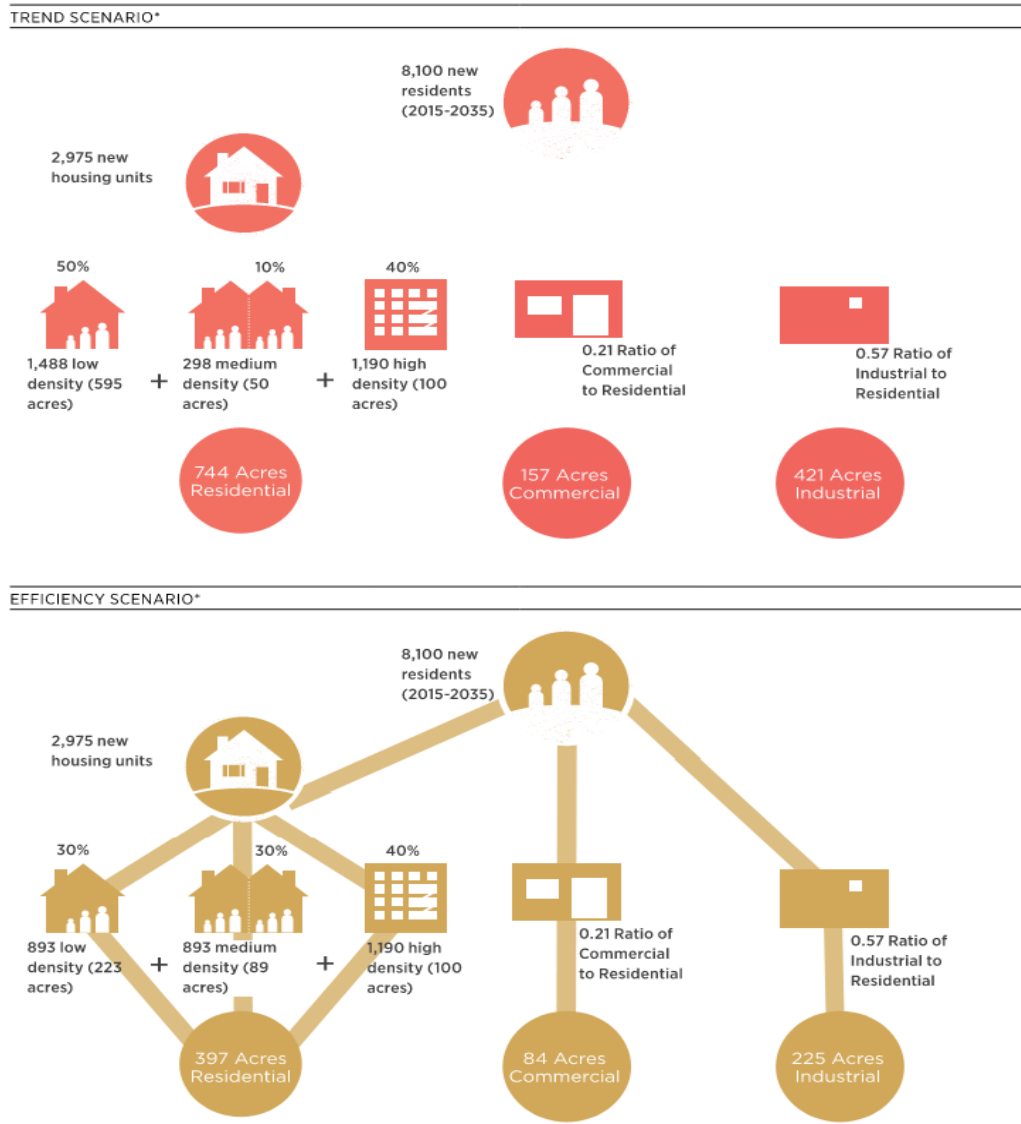 TREND SCENARIO*
8,100 new
residents
(2015-2035)
2,975 new
housing units
50%
10%
40%
1,488 low
density (595
acres)
+
298 medium
density (50
acres)
+
1,190 high
density (100
acres)
0.21 Ratio of
Commercial
to Residential
0.57 Ratio of
Industrial to
Residential
744 Acres
Residential
157 Acres
Commercial
421 Acres
Industrial
EFFICIENCY SCENARIO*
8,100 new
residents
(2015-2035)
2,975 new
housing units
30%
30%
40%
893 low
density (223
acres)
+
893 medium
density (89
acres)
+
1,190 high
density (100
acres)
0.21 Ratio of
Commercial
to Residential
0.57 Ratio of
Industrial to
Residential
397 Acres
Residential
84 Acres
Commercial
225 Acres
Industrial